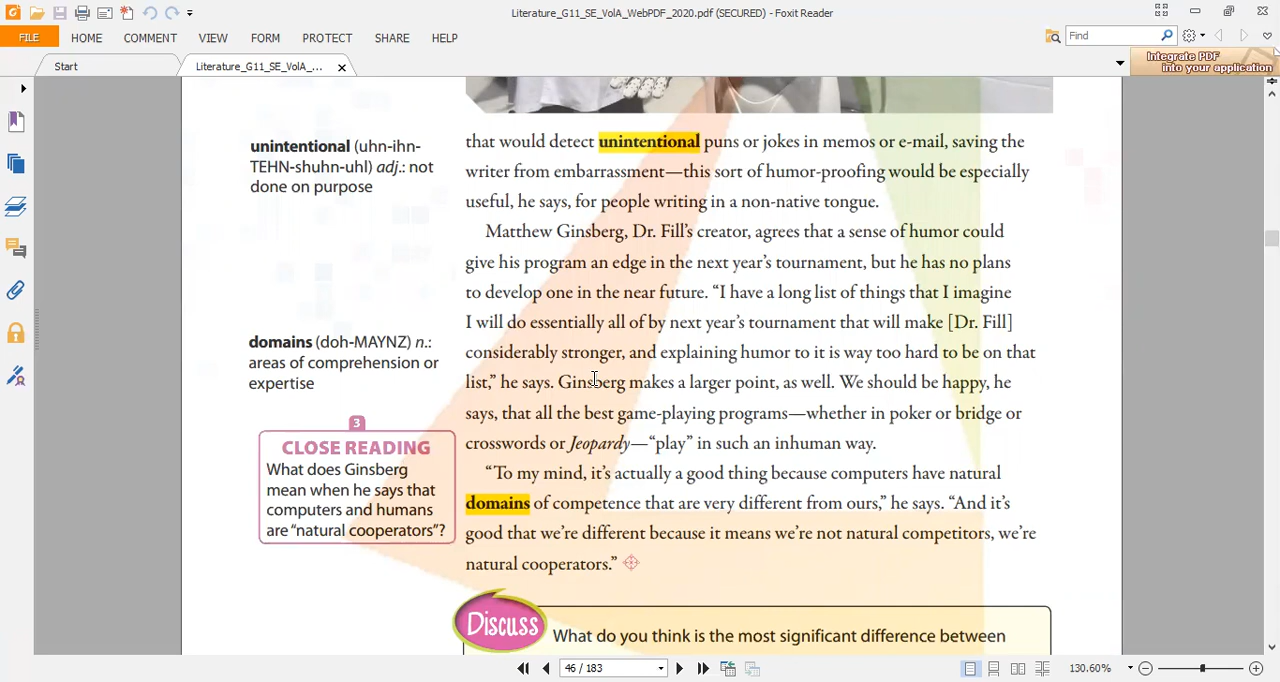 Literature_G11_SE_VolA_WebPDF_2020.pdf (SECURED) - Foxit Reader
FILE HOME COMMENT VIEW FORM PROTECT SHARE HELP Find
Start Literature_G11_SE_VolA_... Integrate PDF
into your application
unintentional (uhn-ihn-
TEHN-shuhn-uhl) adj.: not
done on purpose
domains (doh-MAYNZ) n.:
areas of comprehension or
expertise
3
CLOSE READING
What does Ginsberg
mean when he says that
computers and humans
are “natural cooperators”?
that would detect unintentional puns or jokes in memos or e-mail, saving the
writer from embarrassment—this sort of humor-proofing would be especially
useful, he says, for people writing in a non-native tongue.
Matthew Ginsberg, Dr. Fill’s creator, agrees that a sense of humor could
give his program an edge in the next year’s tournament, but he has no plans
to develop one in the near future. “I have a long list of things that I imagine
I will do essentially all of by next year’s tournament that will make [Dr. Fill]
considerably stronger, and explaining humor to it is way too hard to be on that
list,” he says. Ginsberg makes a larger point, as well. We should be happy, he
says, that all the best game-playing programs—whether in poker or bridge or
crosswords or Jeopardy—“play” in such an inhuman way.
“To my mind, it’s actually a good thing because computers have natural
domains of competence that are very different from ours,” he says. “And it’s
good that we’re different because it means we’re not natural competitors, we’re
natural cooperators.”
Discuss
What do you think is the most significant difference between
46 / 183 130.60%